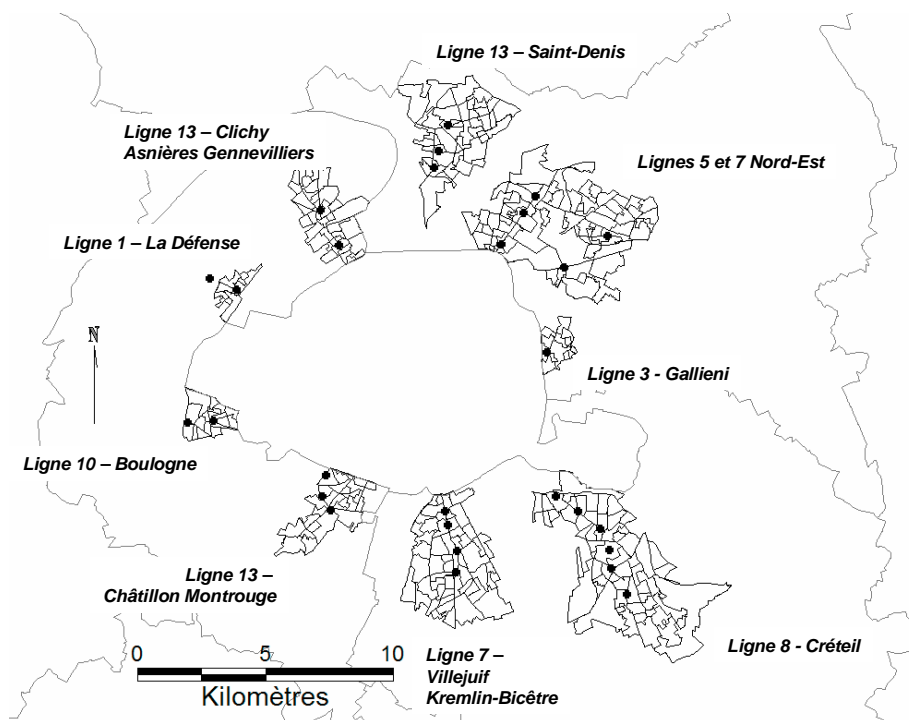 Ligne 13 – Saint-Denis
Ligne 13 – Clichy
Asnières Gennevilliers
Lignes 5 et 7 Nord-Est
Ligne 1 – La Défense
N
Ligne 3 - Gallieni
Ligne 10 – Boulogne
Ligne 13 –
Châtillon Montrouge
Ligne 8 - Créteil
Ligne 7 –
Villejuif
Kremlin-Bicêtre
0 5 10
Kilomètres